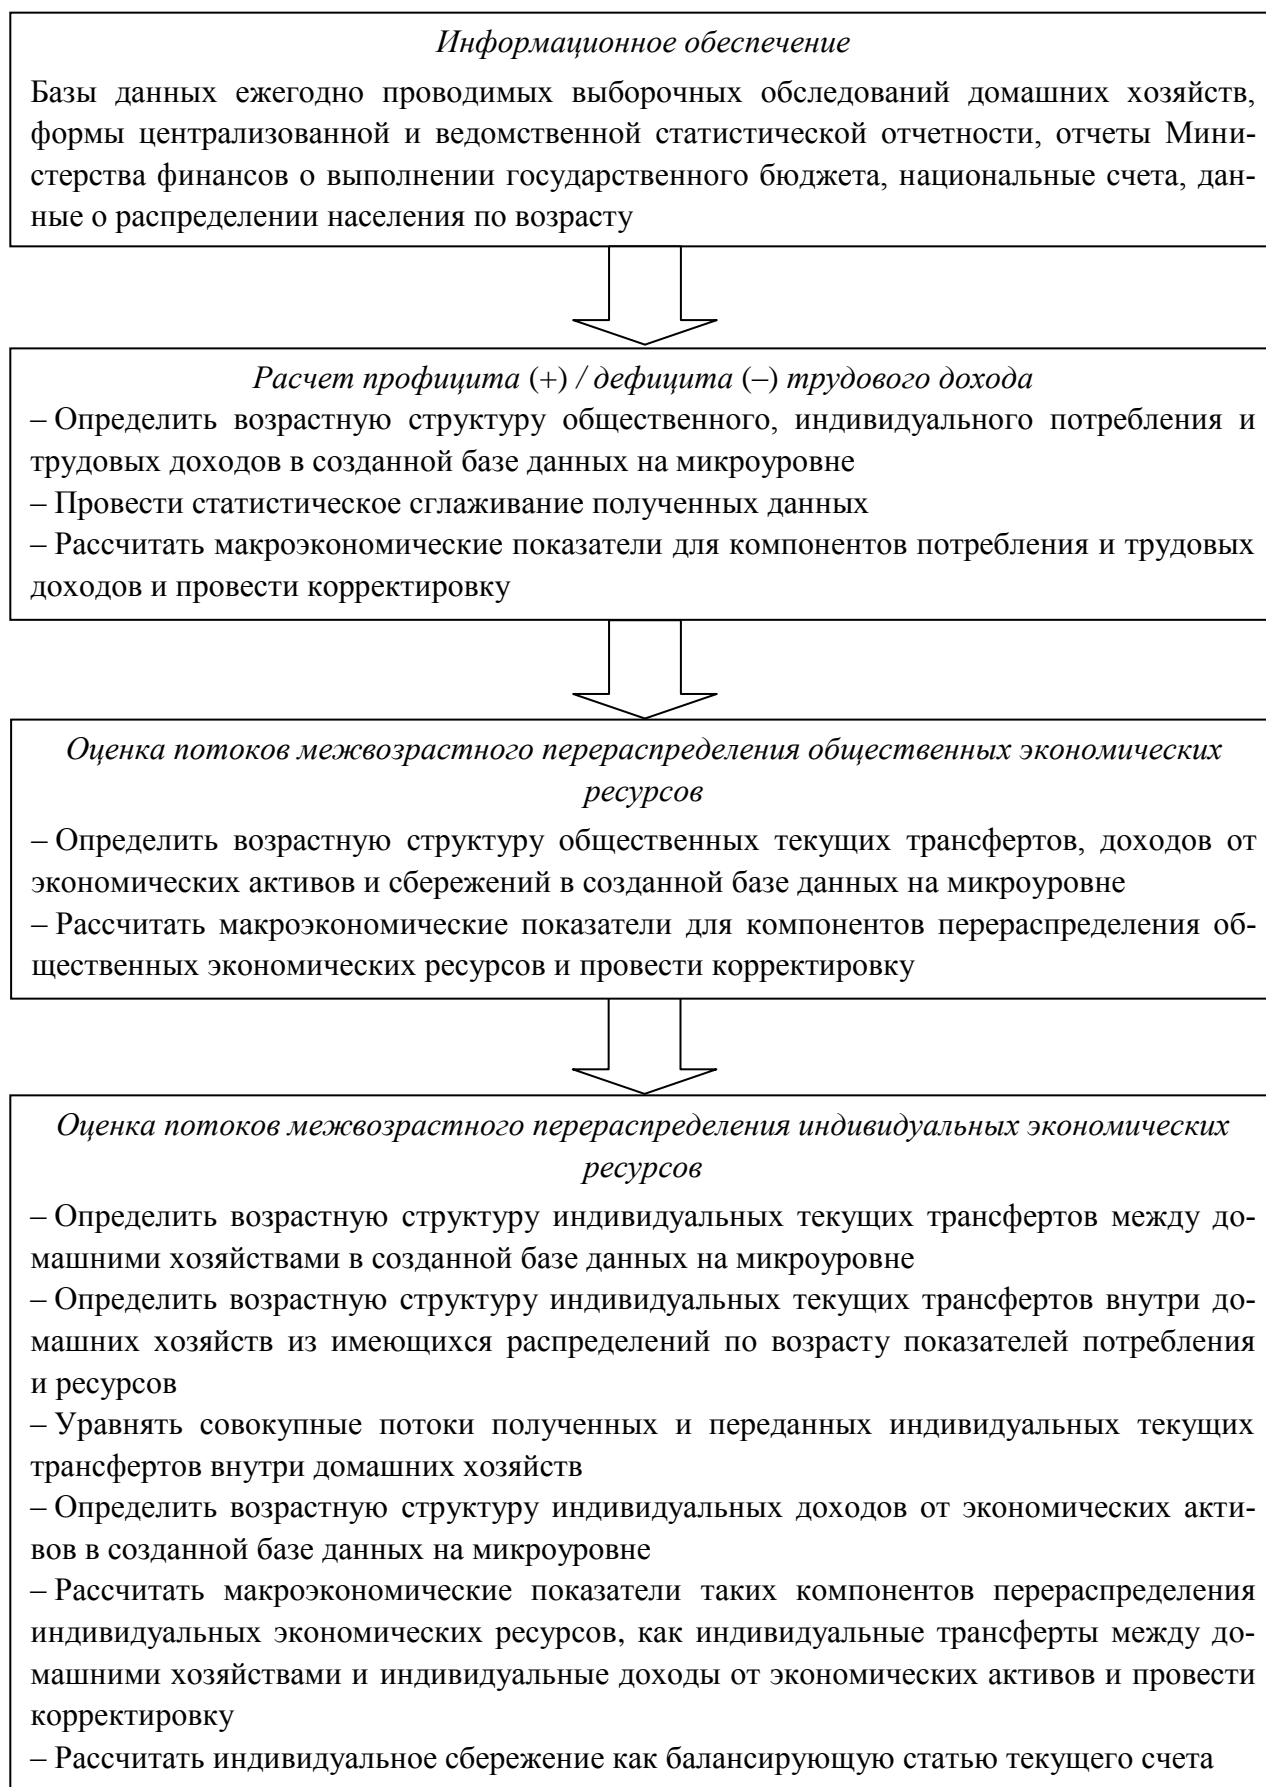 Информационное обеспечение
Базы данных ежегодно проводимых выборочных обследований домашних хозяйств,
формы централизованной и ведомственной статистической отчетности, отчеты Мини-
стерства финансов о выполнении государственного бюджета, национальные счета, дан-
ные о распределении населения по возрасту
Расчет профицита (+) / дефицита (–) трудового дохода
– Определить возрастную структуру общественного, индивидуального потребления и
трудовых доходов в созданной базе данных на микроуровне
– Провести статистическое сглаживание полученных данных
– Рассчитать макроэкономические показатели для компонентов потребления и трудовых
доходов и провести корректировку
Оценка потоков межвозрастного перераспределения общественных экономических
ресурсов
– Определить возрастную структуру общественных текущих трансфертов, доходов от
экономических активов и сбережений в созданной базе данных на микроуровне
– Рассчитать макроэкономические показатели для компонентов перераспределения об-
щественных экономических ресурсов и провести корректировку
Оценка потоков межвозрастного перераспределения индивидуальных экономических
ресурсов
– Определить возрастную структуру индивидуальных текущих трансфертов между до-
машними хозяйствами в созданной базе данных на микроуровне
– Определить возрастную структуру индивидуальных текущих трансфертов внутри до-
машних хозяйств из имеющихся распределений по возрасту показателей потребления
и ресурсов
– Уравнять совокупные потоки полученных и переданных индивидуальных текущих
трансфертов внутри домашних хозяйств
– Определить возрастную структуру индивидуальных доходов от экономических акти-
вов в созданной базе данных на микроуровне
– Рассчитать макроэкономические показатели таких компонентов перераспределения
индивидуальных экономических ресурсов, как индивидуальные трансферты между до-
машними хозяйствами и индивидуальные доходы от экономических активов и провести
корректировку
– Рассчитать индивидуальное сбережение как балансирующую статью текущего счета